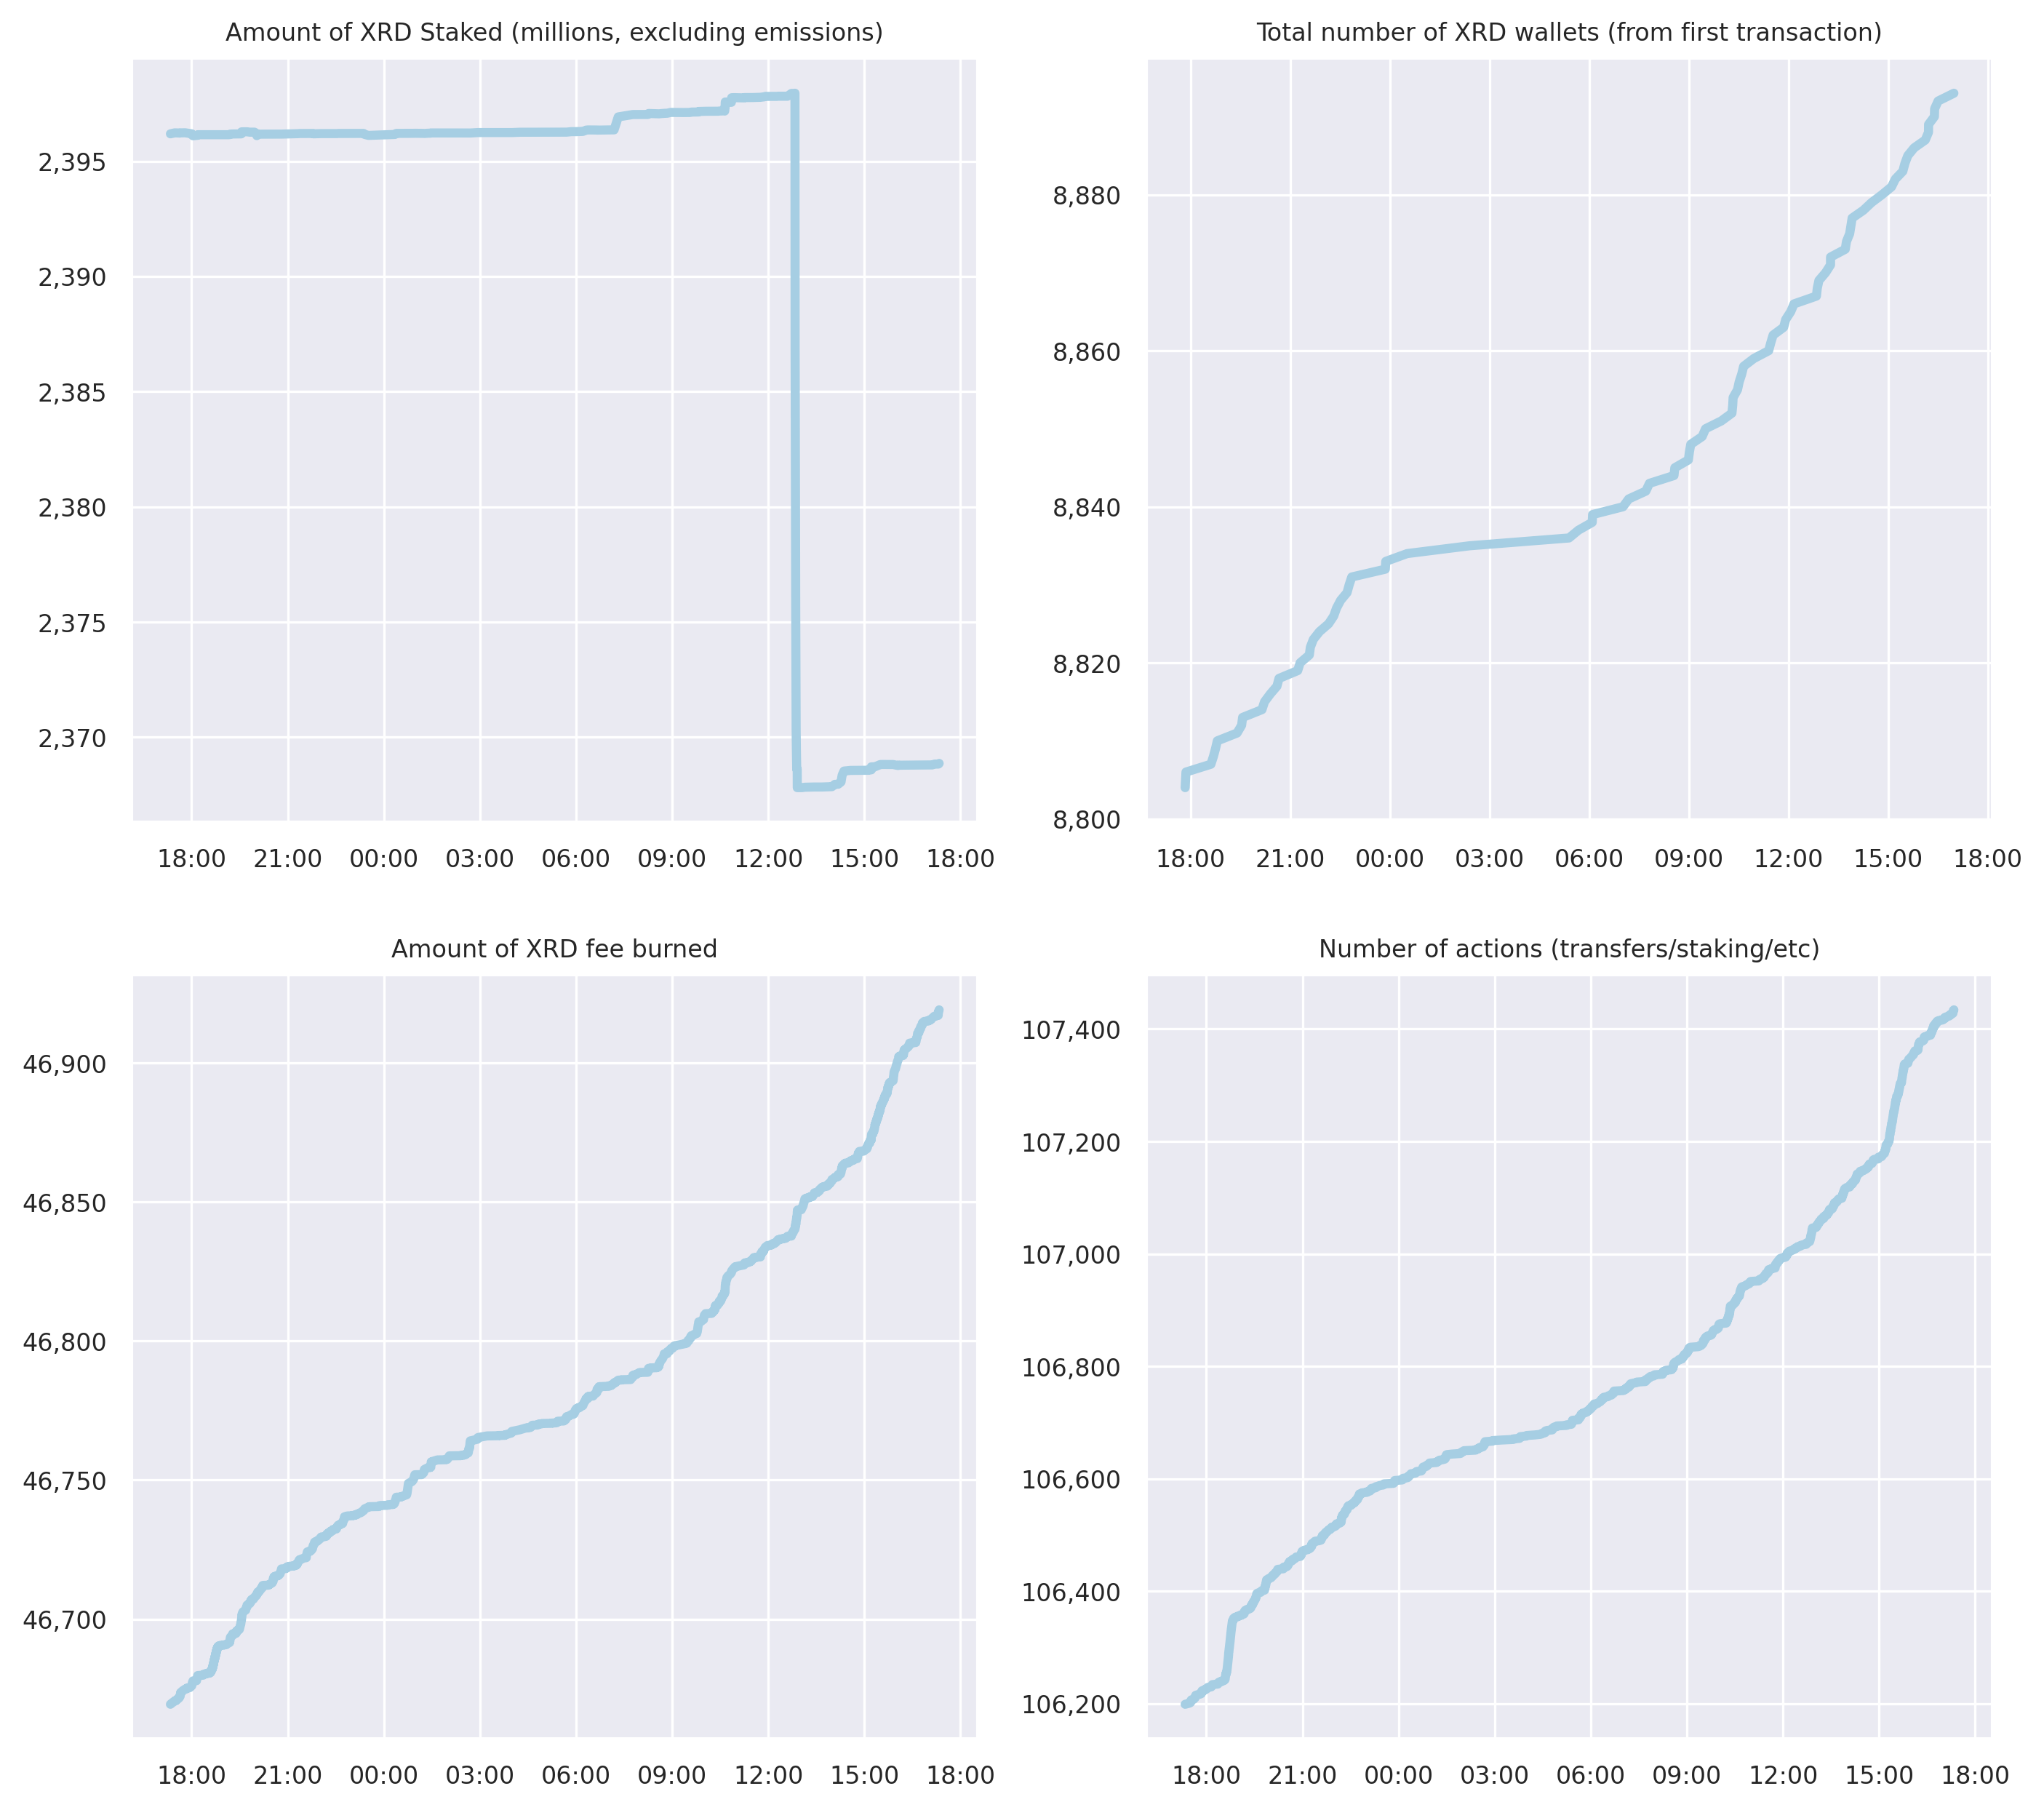 Amount of XRD Staked (millions, excluding emissions)
2,395
2,390
2,385
2,380
2,375
2,370
18:00 21:00 00:00 03:00 06:00 09:00 12:00 15:00 18:00
Total number of XRD wallets (from first transaction)
8,880
8,860
8,840
8,820
8,800
18:00 21:00 00:00 03:00 06:00 09:00 12:00 15:00 18:00
Amount of XRD fee burned
46,900
46,850
46,800
46,750
46,700
18:00 21:00 00:00 03:00 06:00 09:00 12:00 15:00 18:00
Number of actions (transfers/staking/etc)
107,400
107,200
107,000
106,800
106,600
106,400
106,200
18:00 21:00 00:00 03:00 06:00 09:00 12:00 15:00 18:00